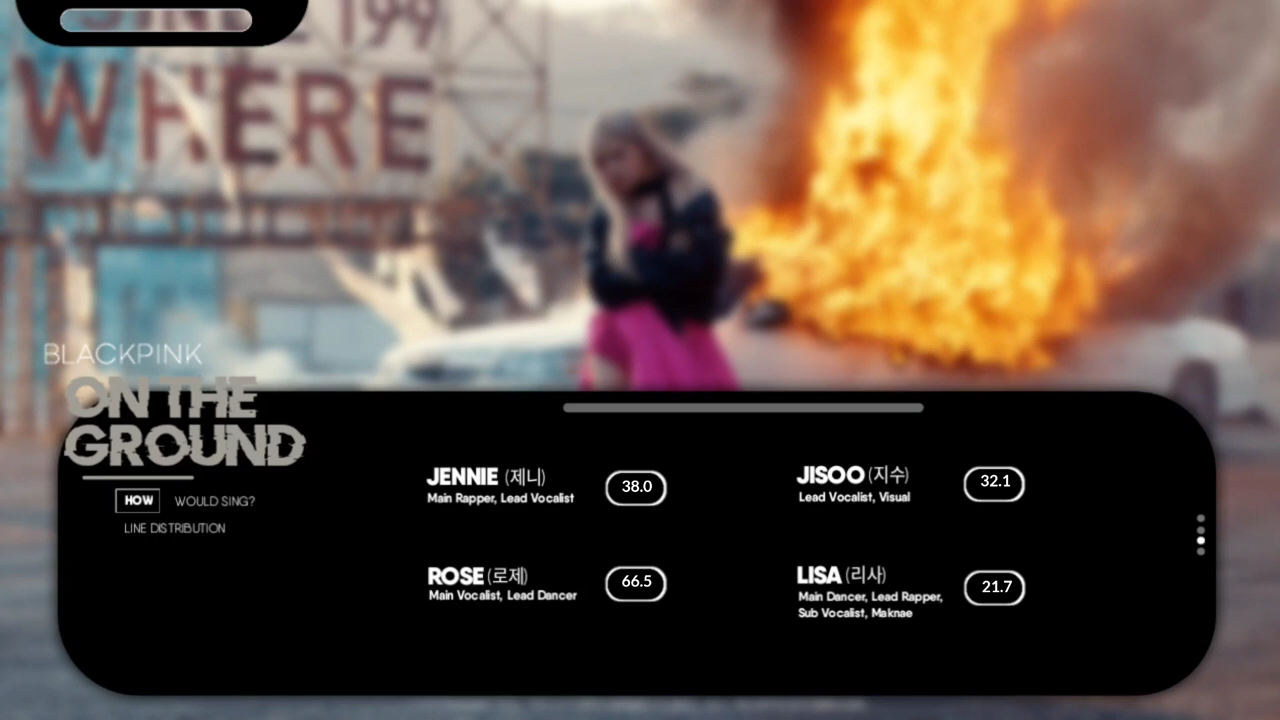 199
WHERE
BLACKPINK
ON THE
GROUND
HOW WOULD SING?
LINE DISTRIBUTION
JENNIE (제니)
Main Rapper, Lead Vocalist
38.0
JISOO (지수)
Lead Vocalist, Visual
32.1
ROSE (로제)
Main Vocalist, Lead Dancer
66.5
LISA (리사)
Main Dancer, Lead Rapper,
Sub Vocalist, Maknae
21.7